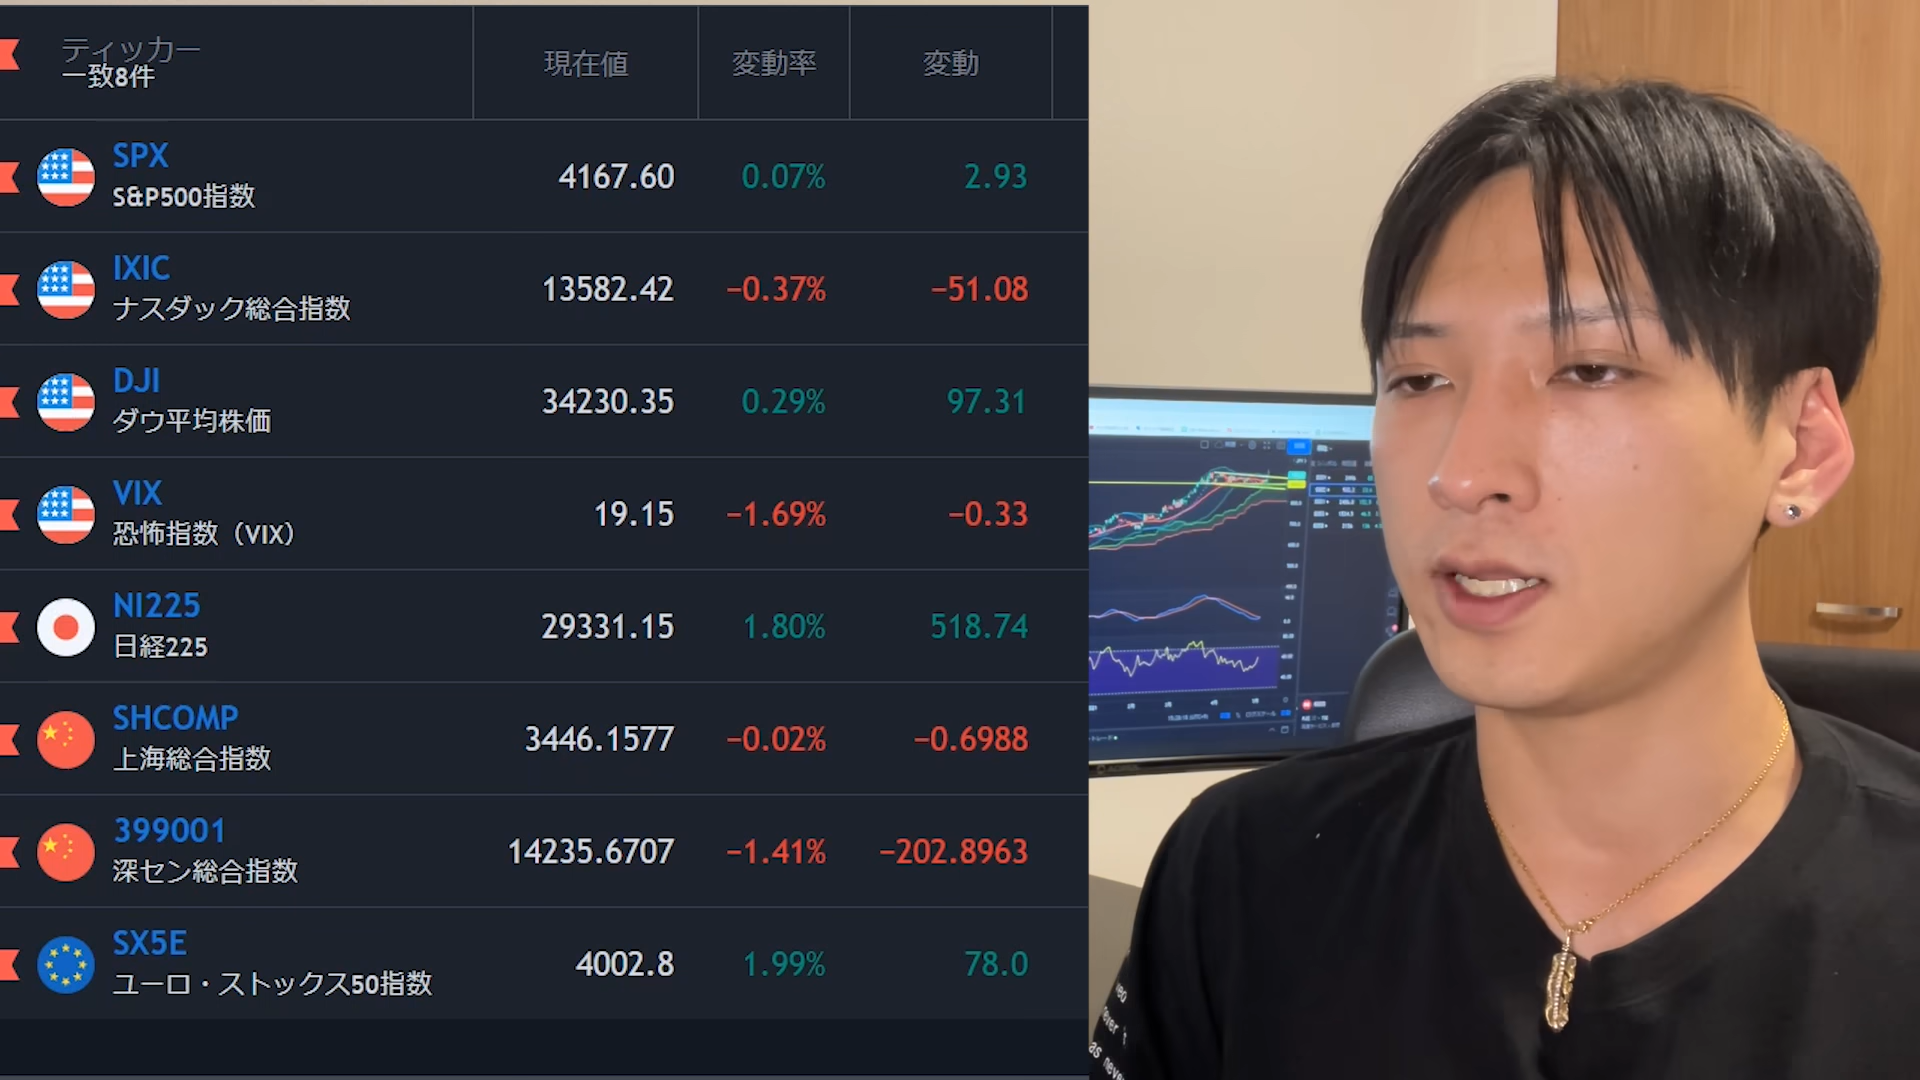 ティッカー
一致8件
現在値
変動率
変動
SPX
S&P500指数
4167.60
0.07%
2.93
IXIC
ナスダック総合指数
13582.42
−0.37%
−51.08
DJI
ダウ平均株価
34230.35
0.29%
97.31
VIX
恐怖指数（VIX）
19.15
−1.69%
−0.33
NI225
日経225
29331.15
1.80%
518.74
SHCOMP
上海総合指数
3446.1577
−0.02%
−0.6988
399001
深セン総合指数
14235.6707
−1.41%
−202.8963
SX5E
ユーロ・ストックス50指数
4002.8
1.99%
78.0
as neve